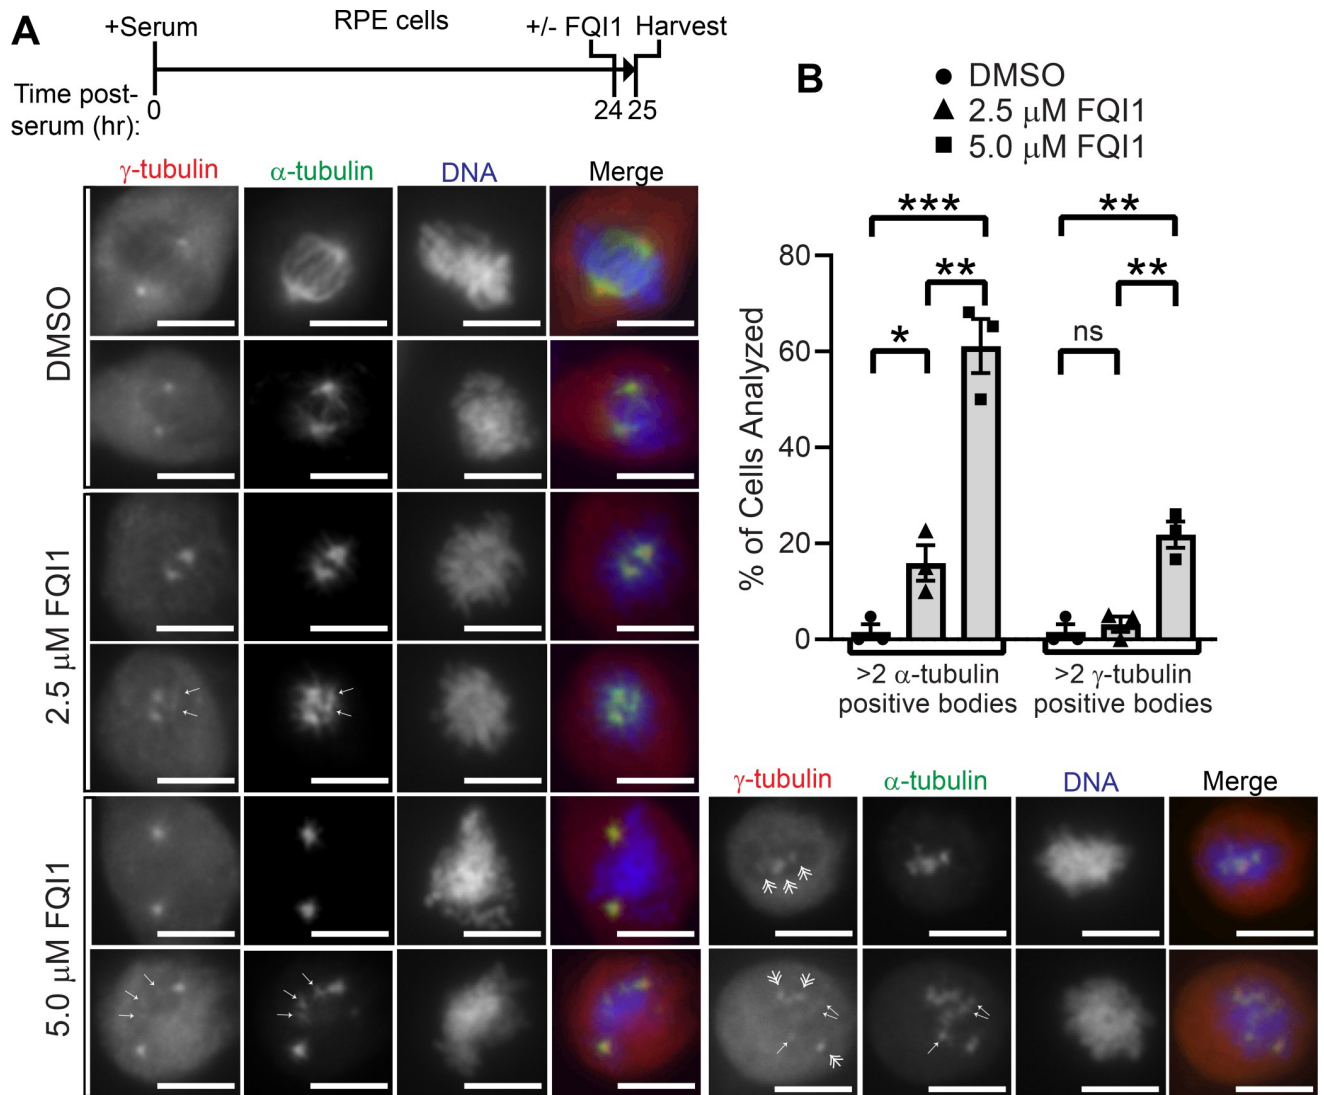 A
+Serum
RPE cells
+/- FQI1
Harvest
Time post-
serum (hr):
0
24
25
γ-tubulin
α-tubulin
DNA
Merge
DMSO
2.5 μM FQI1
5.0 μM FQI1
B
DMSO
2.5 μM FQI1
5.0 μM FQI1
***
**
**
**
*
ns
% of Cells Analyzed
80
60
40
20
0
>2 α-tubulin
positive bodies
>2 γ-tubulin
positive bodies
γ-tubulin
α-tubulin
DNA
Merge